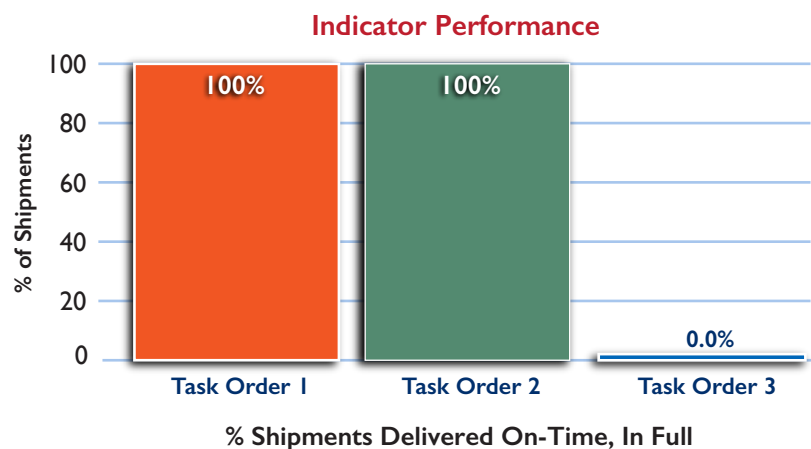 Indicator Performance
% of Shipments
100
80
60
40
20
0
100%
100%
0.0%
Task Order 1
Task Order 2
Task Order 3
% Shipments Delivered On-Time, In Full